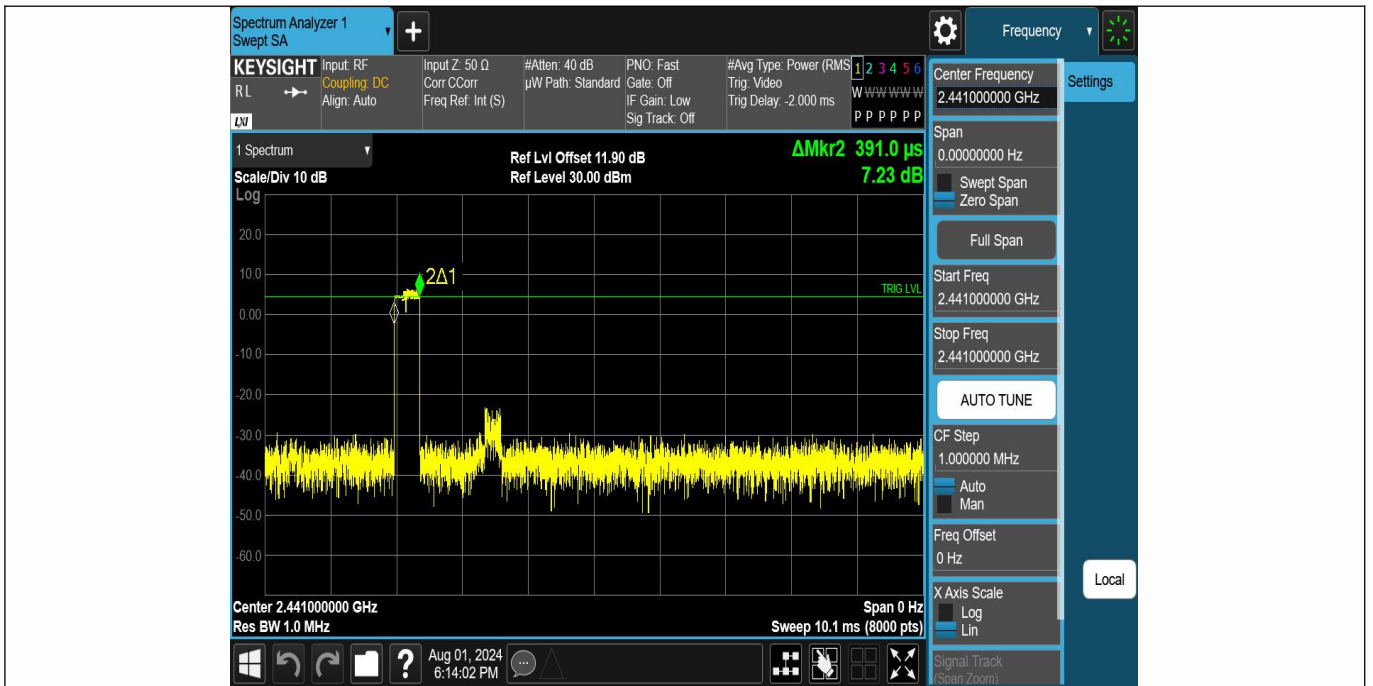 Spectrum Analyzer 1
Swept SA
+
Frequency
KEYSIGHT
RL
LXI
Input: RF
Coupling: DC
Align: Auto
Input Z: 50 Ω
Corr CCorr
Freq Ref: Int (S)
#Atten: 40 dB
µW Path: Standard
PNO: Fast
Gate: Off
IF Gain: Low
Sig Track: Off
#Avg Type: Power (RMS
Trig: Video
Trig Delay: -2.000 ms
1 2 3 4 5 6
W W W W W W
P P P P P P
1 Spectrum
Scale/Div 10 dB
Log
Ref Lvl Offset 11.90 dB
Ref Level 30.00 dBm
ΔMkr2 391.0 µs
7.23 dB
20.0
10.0
0.00
-10.0
-20.0
-30.0
-40.0
-50.0
-60.0
2Δ1
TRIG LVL
Center 2.441000000 GHz
Res BW 1.0 MHz
Span 0 Hz
Sweep 10.1 ms (8000 pts)
Center Frequency
2.441000000 GHz
Settings
Span
0.00000000 Hz
Swept Span
Zero Span
Full Span
Start Freq
2.441000000 GHz
Stop Freq
2.441000000 GHz
AUTO TUNE
CF Step
1.000000 MHz
Auto
Man
Freq Offset
0 Hz
Local
X Axis Scale
Log
Lin
Signal Track
(Span Zoom)
?
Aug 01, 2024
6:14:02 PM